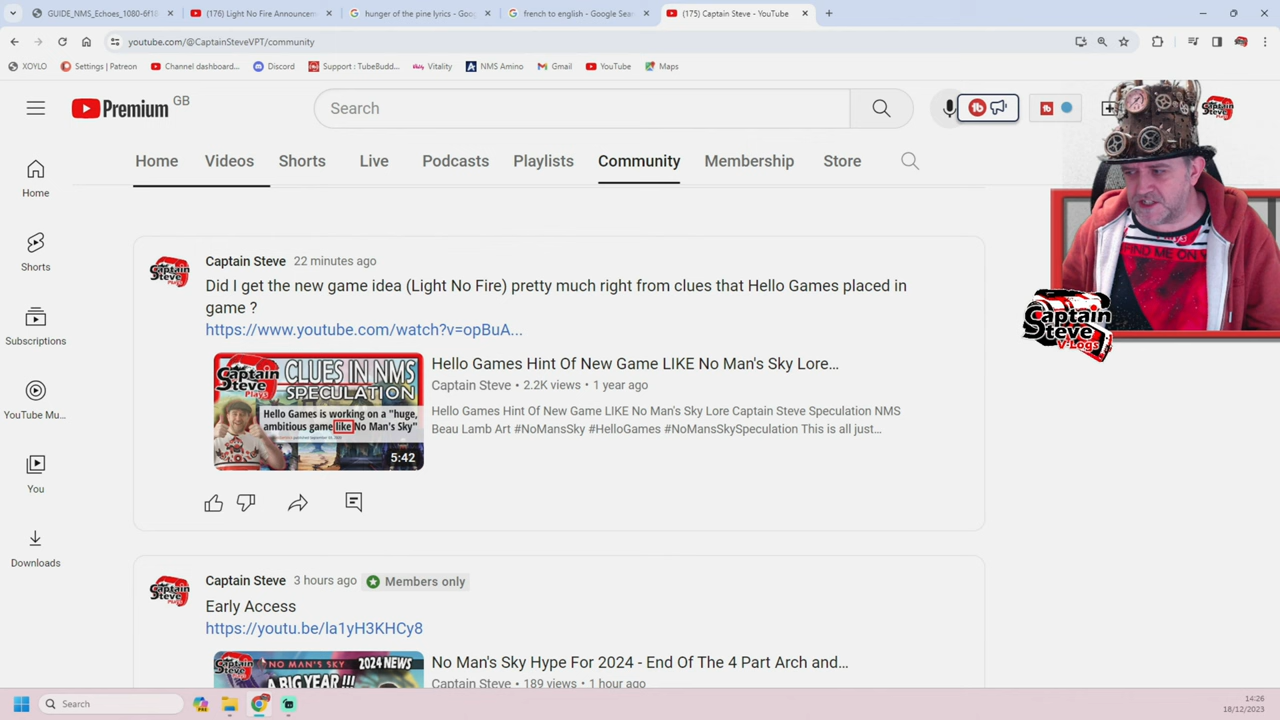 GUIDE_NMS_Echoes_1080-6f18
(176) Light No Fire Announcem
hunger of the pine lyrics - Goo
french to english - Google Sea
(175) Captain Steve - YouTube
youtube.com/@CaptainSteveVPT/community
XOYLO
Settings | Patreon
Channel dashboard...
Discord
Support : TubeBudd...
Vitality
NMS Amino
Gmail
YouTube
Maps
Premium GB
Search
Home
Videos
Shorts
Live
Podcasts
Playlists
Community
Membership
Store
Home
Shorts
Subscriptions
YouTube Mu...
You
Downloads
Captain Steve 22 minutes ago
Did I get the new game idea (Light No Fire) pretty much right from clues that Hello Games placed in
game ?
https://www.youtube.com/watch?v=opBuA...
Captain Steve Plays
CLUES IN NMS
SPECULATION
Hello Games is working on a "huge,
ambitious game like No Man's Sky"
5:42
Hello Games Hint Of New Game LIKE No Man's Sky Lore...
Captain Steve • 2.2K views • 1 year ago
Hello Games Hint Of New Game LIKE No Man's Sky Lore Captain Steve Speculation NMS
Beau Lamb Art #NoMansSky #HelloGames #NoMansSkySpeculation This is all just...
Captain Steve 3 hours ago Members only
Early Access
https://youtu.be/la1yH3KHCy8
NO MAN'S SKY
2024 NEWS
A BIG YEAR!!!
No Man's Sky Hype For 2024 - End Of The 4 Part Arch and...
Captain Steve • 189 views • 1 hour ago
Captain
Steve
V-Logs
Search
14:26
18/12/2023